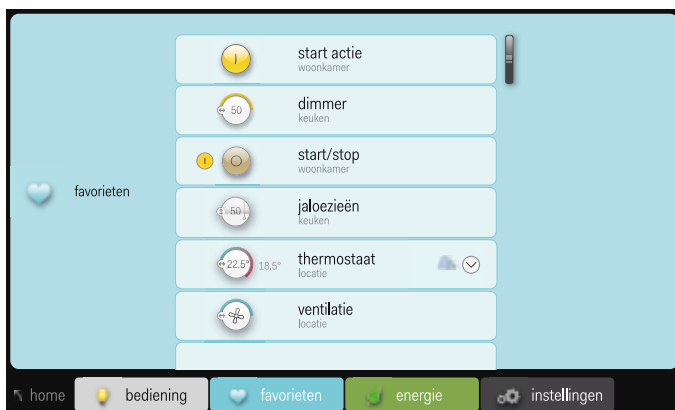 start actie
woonkamer
50
dimmer
keuken
start/stop
woonkamer
50
jaloezieën
keuken
22.5° 18,5°
thermostaat
locatie
ventilatie
locatie
favorieten
home
bediening
favorieten
energie
instellingen